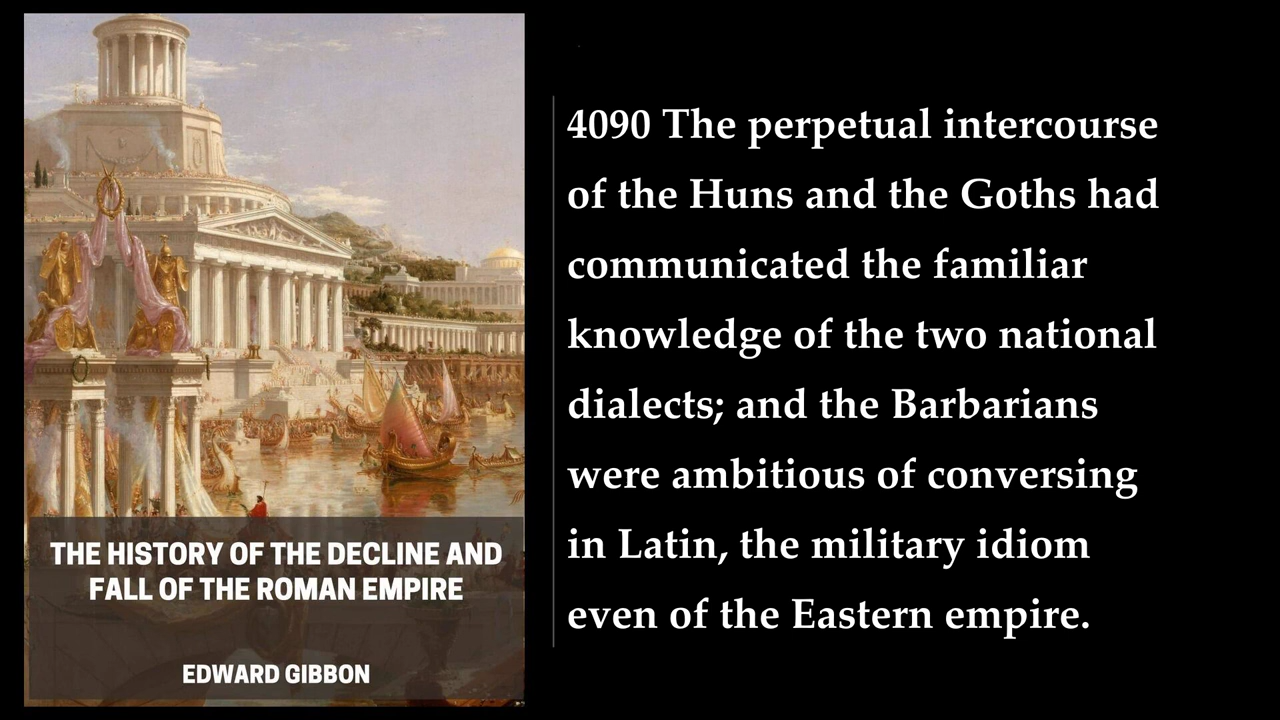 THE HISTORY OF THE DECLINE AND
FALL OF THE ROMAN EMPIRE
EDWARD GIBBON
4090 The perpetual intercourse
of the Huns and the Goths had
communicated the familiar
knowledge of the two national
dialects; and the Barbarians
were ambitious of conversing
in Latin, the military idiom
even of the Eastern empire.